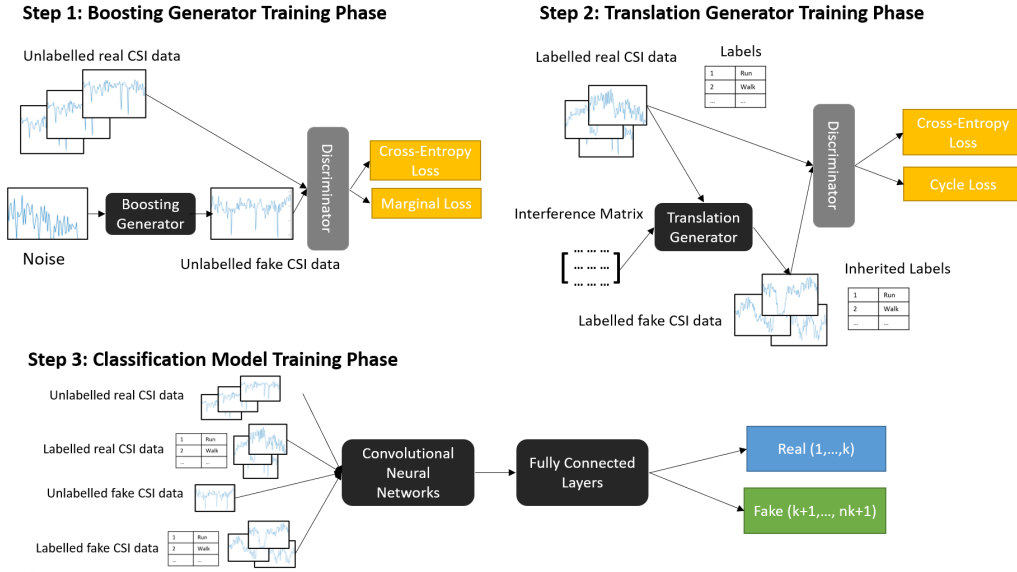 Step 1: Boosting Generator Training Phase
Unlabelled real CSI data
Noise
Boosting
Generator
Unlabelled fake CSI data
Discriminator
Cross-Entropy
Loss
Marginal Loss
Step 2: Translation Generator Training Phase
Labelled real CSI data
Labels
1 Run
2 Walk
... ...
Interference Matrix
[ ... ... ... ]
... ... ...
... ... ...
Translation
Generator
Discriminator
Cross-Entropy
Loss
Cycle Loss
Labelled fake CSI data
Inherited Labels
1 Run
2 Walk
... ...
Step 3: Classification Model Training Phase
Unlabelled real CSI data
Labelled real CSI data
1 Run
2 Walk
... ...
Unlabelled fake CSI data
Labelled fake CSI data
1 Run
2 Walk
... ...
Convolutional
Neural
Networks
Fully Connected
Layers
Real (1,...,k)
Fake (k+1,..., nk+1)